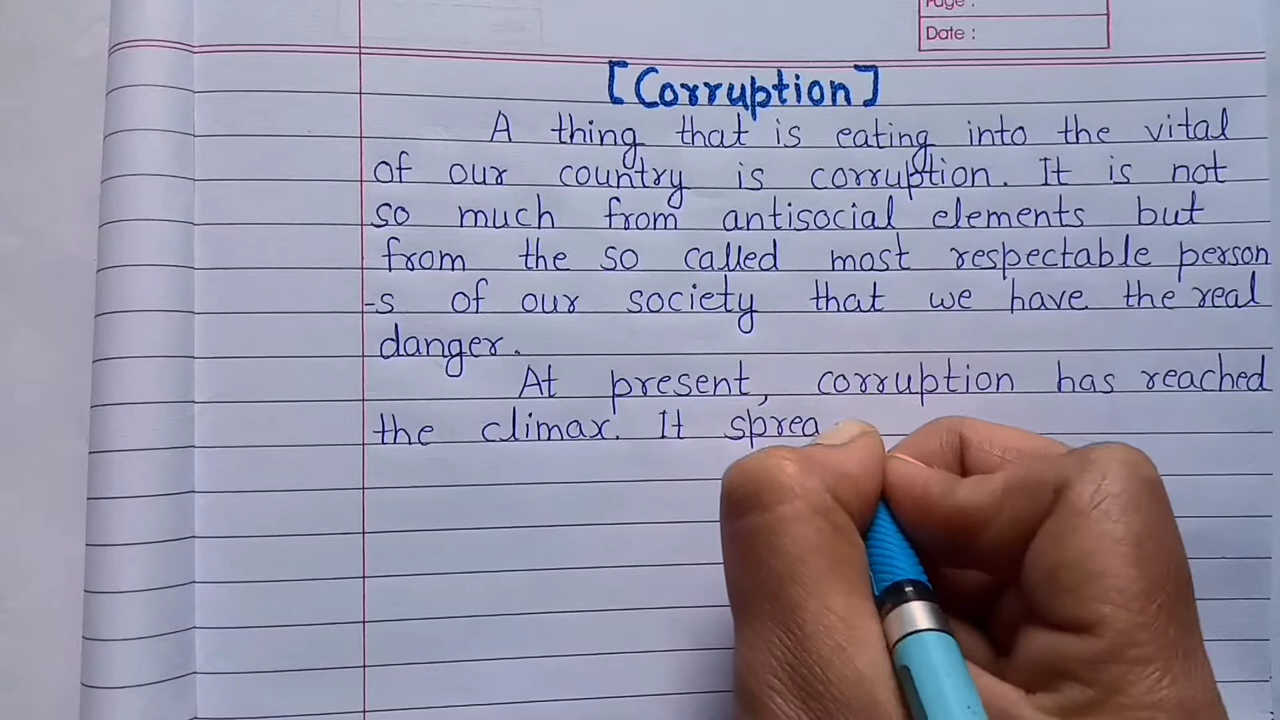 Page :
Date :
[Corruption]
A thing that is eating into the vital
of our country is corruption. It is not
so much from antisocial elements but
from the so called most respectable person
-s of our society that we have the real
danger.
At present, corruption has reached
the climax. It sprea